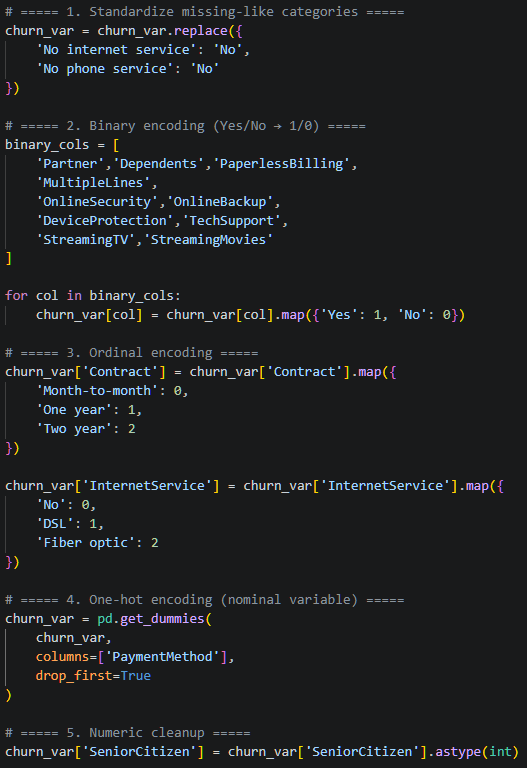 # ===== 1. Standardize missing-like categories =====
churn_var = churn_var.replace({
    'No internet service': 'No',
    'No phone service': 'No'
})

# ===== 2. Binary encoding (Yes/No → 1/0) =====
binary_cols = [
    'Partner','Dependents','PaperlessBilling',
    'MultipleLines',
    'OnlineSecurity','OnlineBackup',
    'DeviceProtection','TechSupport',
    'StreamingTV','StreamingMovies'
]

for col in binary_cols:
    churn_var[col] = churn_var[col].map({'Yes': 1, 'No': 0})

# ===== 3. Ordinal encoding =====
churn_var['Contract'] = churn_var['Contract'].map({
    'Month-to-month': 0,
    'One year': 1,
    'Two year': 2
})

churn_var['InternetService'] = churn_var['InternetService'].map({
    'No': 0,
    'DSL': 1,
    'Fiber optic': 2
})

# ===== 4. One-hot encoding (nominal variable) =====
churn_var = pd.get_dummies(
    churn_var,
    columns=['PaymentMethod'],
    drop_first=True
)

# ===== 5. Numeric cleanup =====
churn_var['SeniorCitizen'] = churn_var['SeniorCitizen'].astype(int)